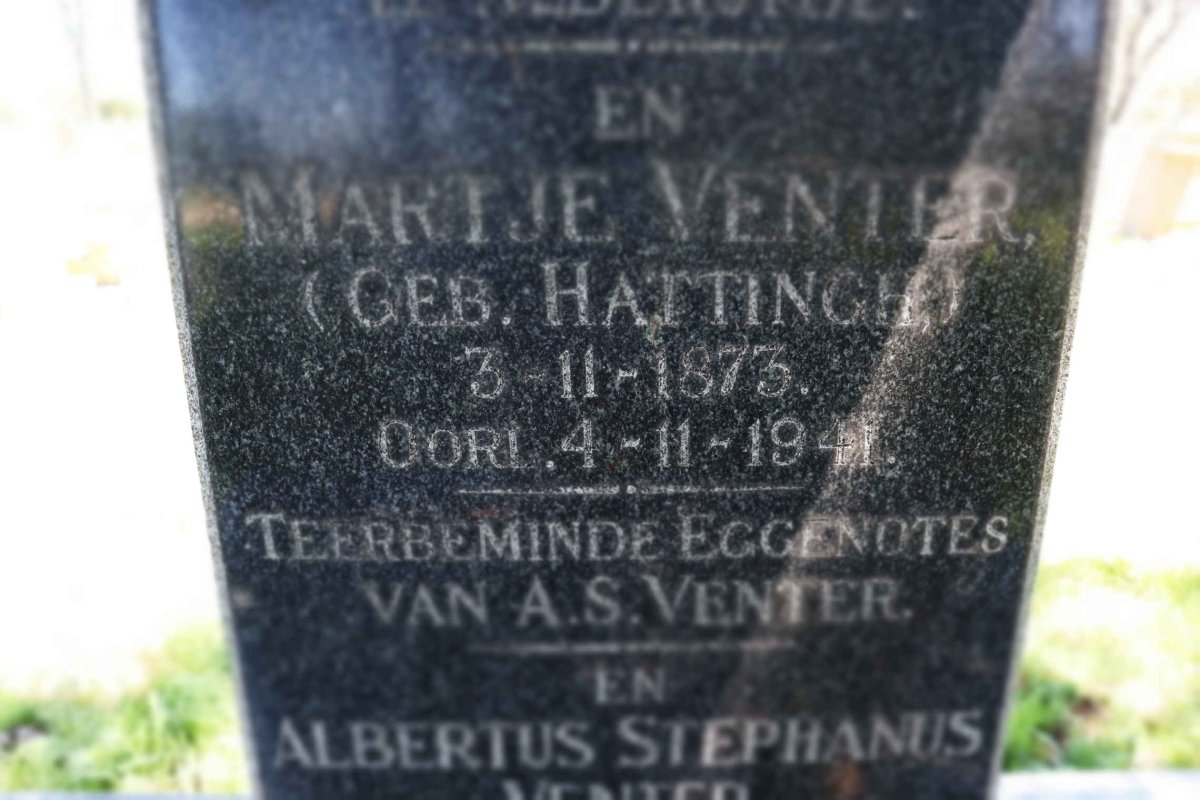 EN
MARTJE VENTER,
(GEB. HATTINGH,)
3-11-1873.
OORL. 4-11-1941.
TEERBEMINDE EGGENOTES
VAN A.S. VENTER.
EN
ALBERTUS STEPHANUS
VENTER